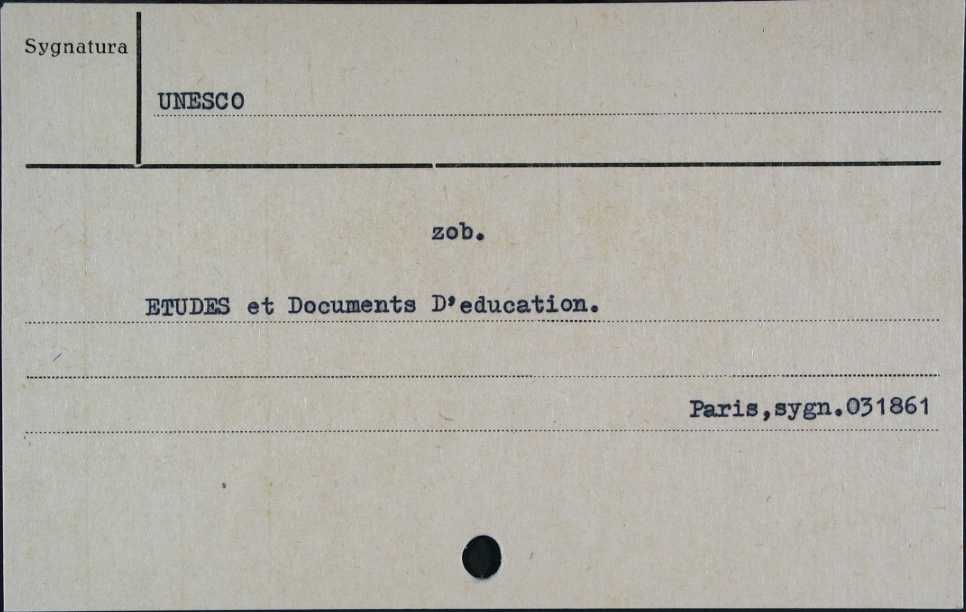 Sygnatura
UNESCO
zob.
ETUDES et Documents D'education.
Paris,sygn.031861